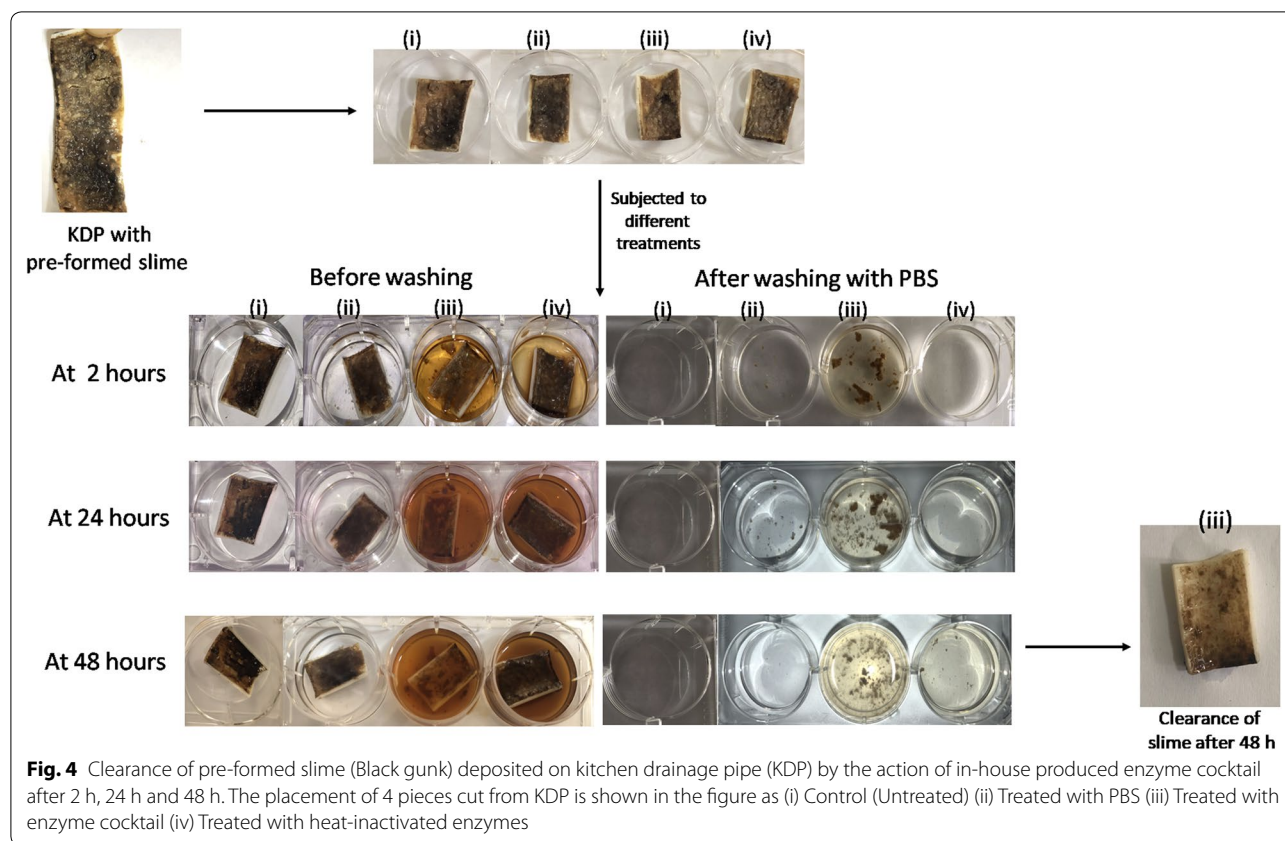 (i) (ii) (iii) (iv)
KDP with
pre-formed slime
Subjected to
different
treatments
Before washing After washing with PBS
(i) (ii) (iii) (iv) (i) (ii) (iii) (iv)
At 2 hours
At 24 hours
(iii)
At 48 hours
Clearance of
slime after 48 h
Fig. 4 Clearance of pre-formed slime (Black gunk) deposited on kitchen drainage pipe (KDP) by the action of in-house produced enzyme cocktail
after 2 h, 24 h and 48 h. The placement of 4 pieces cut from KDP is shown in the figure as (i) Control (Untreated) (ii) Treated with PBS (iii) Treated with
enzyme cocktail (iv) Treated with heat-inactivated enzymes